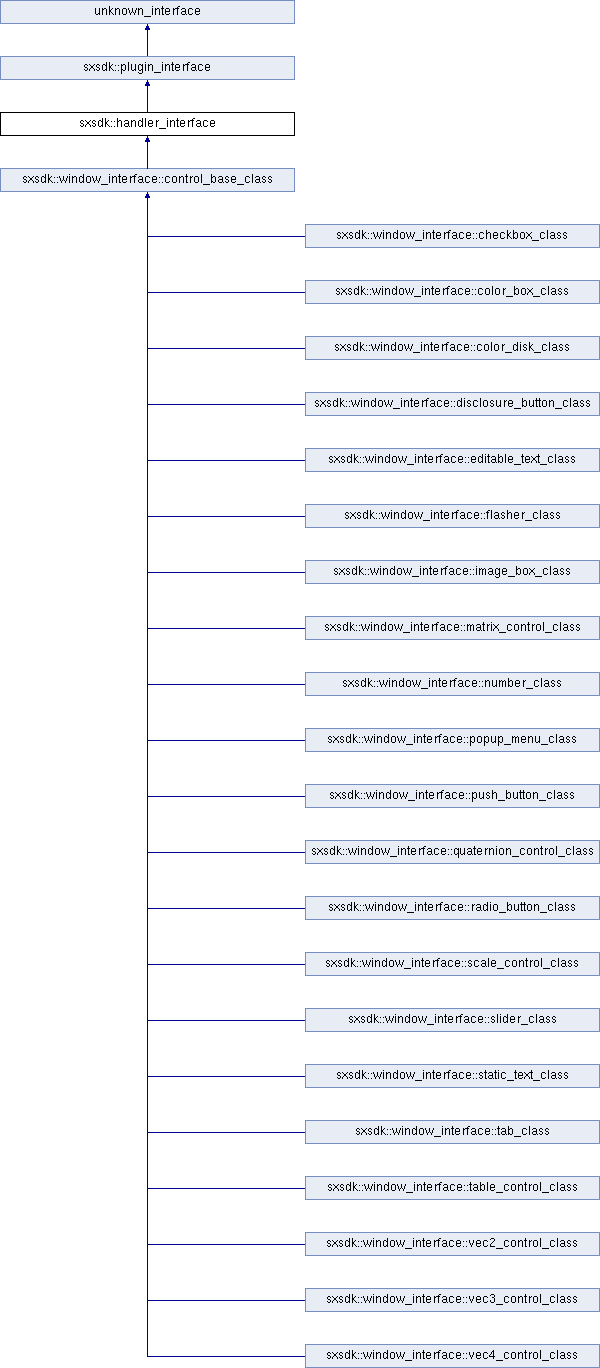 unknown_interface
sxsdk::plugin_interface
sxsdk::handler_interface
sxsdk::window_interface::control_base_class
sxsdk::window_interface::checkbox_class
sxsdk::window_interface::color_box_class
sxsdk::window_interface::color_disk_class
sxsdk::window_interface::disclosure_button_class
sxsdk::window_interface::editable_text_class
sxsdk::window_interface::flasher_class
sxsdk::window_interface::image_box_class
sxsdk::window_interface::matrix_control_class
sxsdk::window_interface::number_class
sxsdk::window_interface::popup_menu_class
sxsdk::window_interface::push_button_class
sxsdk::window_interface::quaternion_control_class
sxsdk::window_interface::radio_button_class
sxsdk::window_interface::scale_control_class
sxsdk::window_interface::slider_class
sxsdk::window_interface::static_text_class
sxsdk::window_interface::tab_class
sxsdk::window_interface::table_control_class
sxsdk::window_interface::vec2_control_class
sxsdk::window_interface::vec3_control_class
sxsdk::window_interface::vec4_control_class